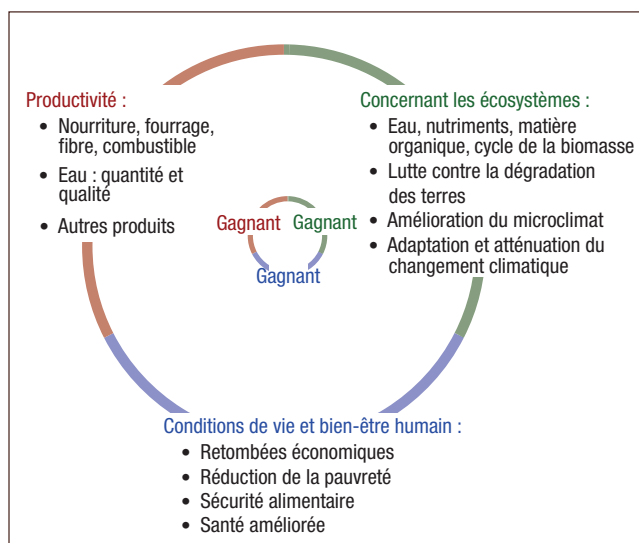 Productivité :
• Nourriture, fourrage,
fibre, combustible
• Eau : quantité et
qualité
• Autres produits
Concernant les écosystèmes :
• Eau, nutriments, matière
organique, cycle de la biomasse
• Lutte contre la dégradation
des terres
• Amélioration du microclimat
• Adaptation et atténuation du
changement climatique
Gagnant Gagnant
Gagnant
Conditions de vie et bien-être humain :
• Retombées économiques
• Réduction de la pauvreté
• Sécurité alimentaire
• Santé améliorée